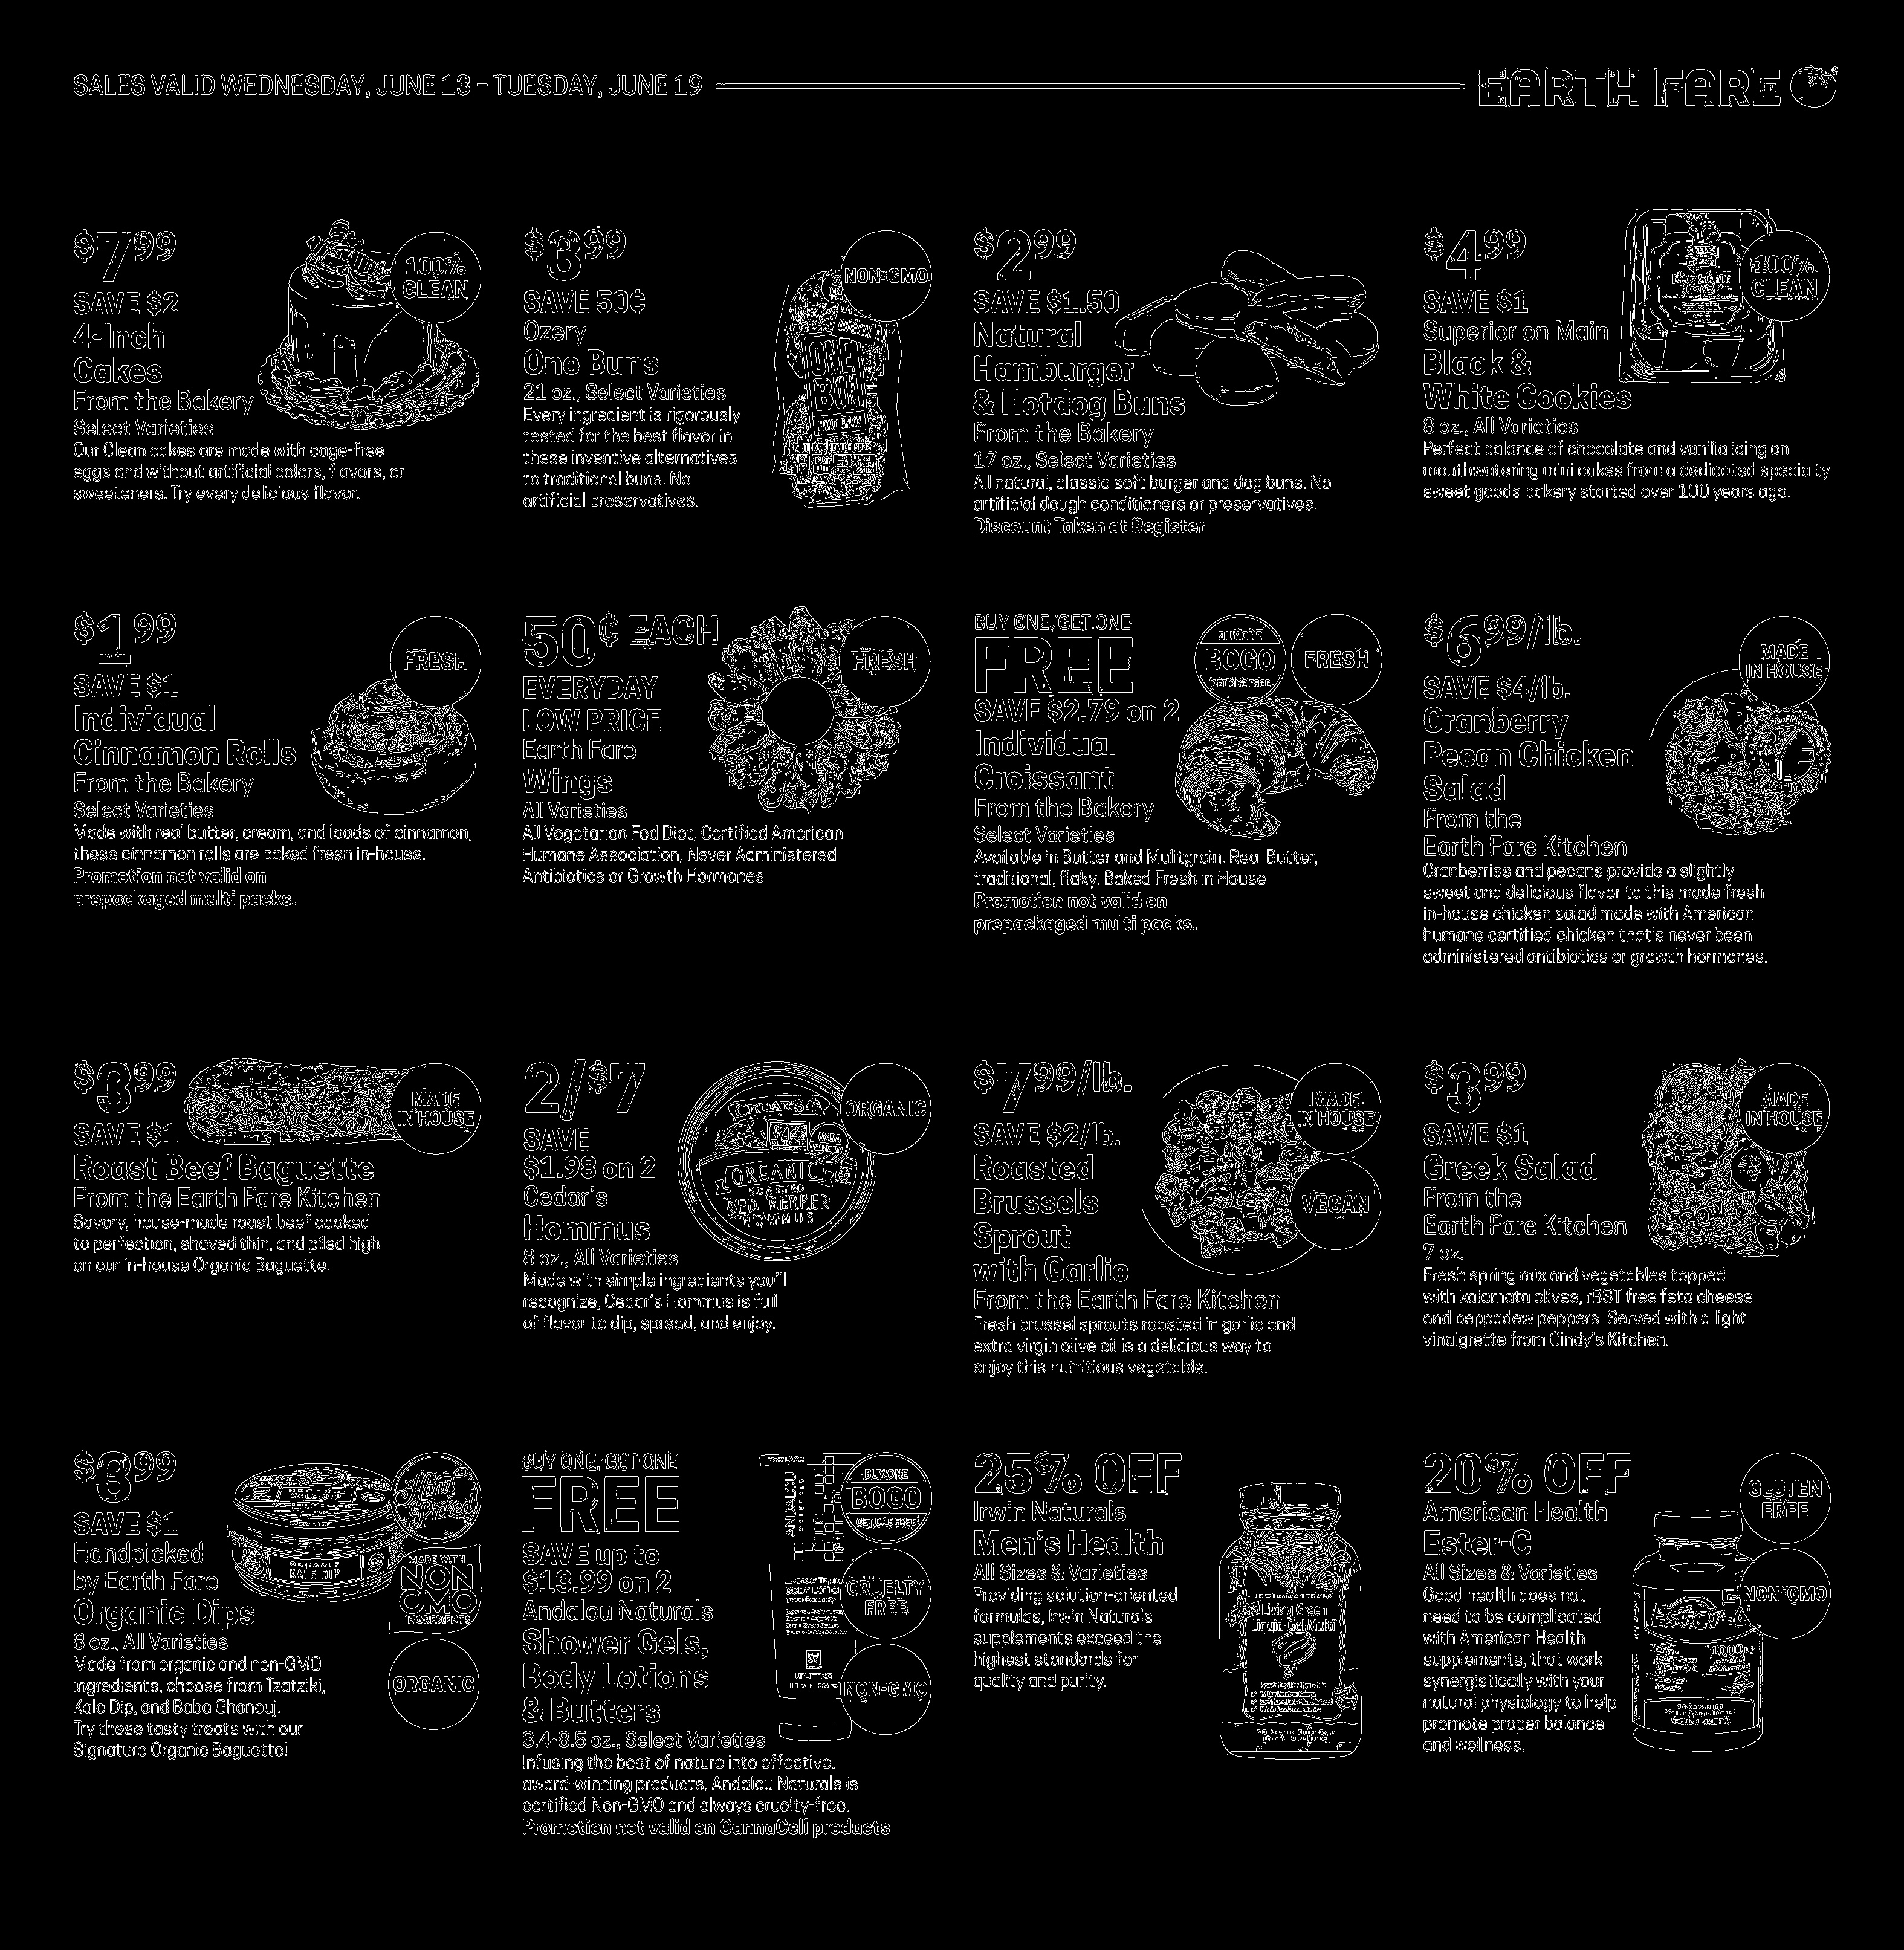 SALES VALID WEDNESDAY, JUNE 13 – TUESDAY, JUNE 19
EARTH FARE
$7.99
100%
CLEAN
SAVE $2
4-Inch
Cakes
From the Bakery
Select Varieties
Our Clean cakes are made with cage-free
eggs and without artificial colors, flavors, or
sweeteners. Try every delicious flavor.
$3.99
NON-GMO
SAVE 50¢
Ozery
One Buns
21 oz., Select Varieties
Every ingredient is rigorously
tested for the best flavor in
these inventive alternatives
to traditional buns. No
artificial preservatives.
ORIGINAL
ONE
BUN
MULTI GRAIN
$2.99
SAVE $1.50
Natural
Hamburger
& Hotdog Buns
From the Bakery
17 oz., Select Varieties
All natural, classic soft burger and dog buns. No
artificial dough conditioners or preservatives.
Discount Taken at Register
$4.99
100%
CLEAN
SAVE $1
Superior on Main
Black &
White Cookies
8 oz., All Varieties
Perfect balance of chocolate and vanilla icing on
mouthwatering mini cakes from a dedicated specialty
sweet goods bakery started over 100 years ago.
$1.99
FRESH
SAVE $1
Individual
Cinnamon Rolls
From the Bakery
Select Varieties
Made with real butter, cream, and loads of cinnamon,
these cinnamon rolls are baked fresh in-house.
Promotion not valid on
prepackaged multi packs.
50¢ EACH
FRESH
EVERYDAY
LOW PRICE
Earth Fare
Wings
All Varieties
All Vegetarian Fed Diet, Certified American
Humane Association, Never Administered
Antibiotics or Growth Hormones
BUY ONE, GET ONE
FREE
BUY ONE
BOGO
GET ONE FREE
FRESH
SAVE $2.79 on 2
Individual
Croissant
From the Bakery
Select Varieties
Available in Butter and Mulitgrain. Real Butter,
traditional, flaky. Baked Fresh in House
Promotion not valid on
prepackaged multi packs.
$6.99/lb.
MADE
IN HOUSE
SAVE $4/lb.
Cranberry
Pecan Chicken
Salad
From the
Earth Fare Kitchen
Cranberries and pecans provide a slightly
sweet and delicious flavor to this made fresh
in-house chicken salad made with American
humane certified chicken that's never been
administered antibiotics or growth hormones.
CERTIFIED
$3.99
MADE
IN HOUSE
SAVE $1
Roast Beef Baguette
From the Earth Fare Kitchen
Savory, house-made roast beef cooked
to perfection, shaved thin, and piled high
on our in-house Organic Baguette.
2/$7
ORGANIC
SAVE
$1.98 on 2
Cedar's
Hommus
8 oz., All Varieties
Made with simple ingredients you'll
recognize, Cedar's Hommus is full
of flavor to dip, spread, and enjoy.
CEDAR'S
ORGANIC
ROASTED
RED PEPPER
HOMMUS
$7.99/lb.
MADE
IN HOUSE
VEGAN
SAVE $2/lb.
Roasted
Brussels
Sprout
with Garlic
From the Earth Fare Kitchen
Fresh brussel sprouts roasted in garlic and
extra virgin olive oil is a delicious way to
enjoy this nutritious vegetable.
$3.99
MADE
IN HOUSE
SAVE $1
Greek Salad
From the
Earth Fare Kitchen
7 oz.
Fresh spring mix and vegetables topped
with kalamata olives, rBST free feta cheese
and peppadew peppers. Served with a light
vinaigrette from Cindy's Kitchen.
$3.99
Hand
Picked
SAVE $1
Handpicked
by Earth Fare
Organic Dips
8 oz., All Varieties
Made from organic and non-GMO
ingredients, choose from Tzatziki,
Kale Dip, and Baba Ghanouj.
Try these tasty treats with our
Signature Organic Baguette!
ORGANIC
KALE DIP
MADE WITH
NON
GMO
INGREDIENTS
ORGANIC
BUY ONE, GET ONE
FREE
SAVE up to
$13.99 on 2
Andalou Naturals
Shower Gels,
Body Lotions
& Butters
3.4-8.5 oz., Select Varieties
Infusing the best of nature into effective,
award-winning products, Andalou Naturals is
certified Non-GMO and always cruelty-free.
Promotion not valid on CannaCell products
ANDALOU
NATURALS
BODY LOTION
UPLIFTING
BUY ONE
BOGO
GET ONE FREE
CRUELTY
FREE
NON-GMO
25% OFF
Irwin Naturals
Men's Health
All Sizes & Varieties
Providing solution-oriented
formulas, Irwin Naturals
supplements exceed the
highest standards for
quality and purity.
Living Green
Liquid-Gel Multi
20% OFF
American Health
Ester-C
All Sizes & Varieties
Good health does not
need to be complicated
with American Health
supplements, that work
synergistically with your
natural physiology to help
promote proper balance
and wellness.
GLUTEN
FREE
NON-GMO
Ester
1000